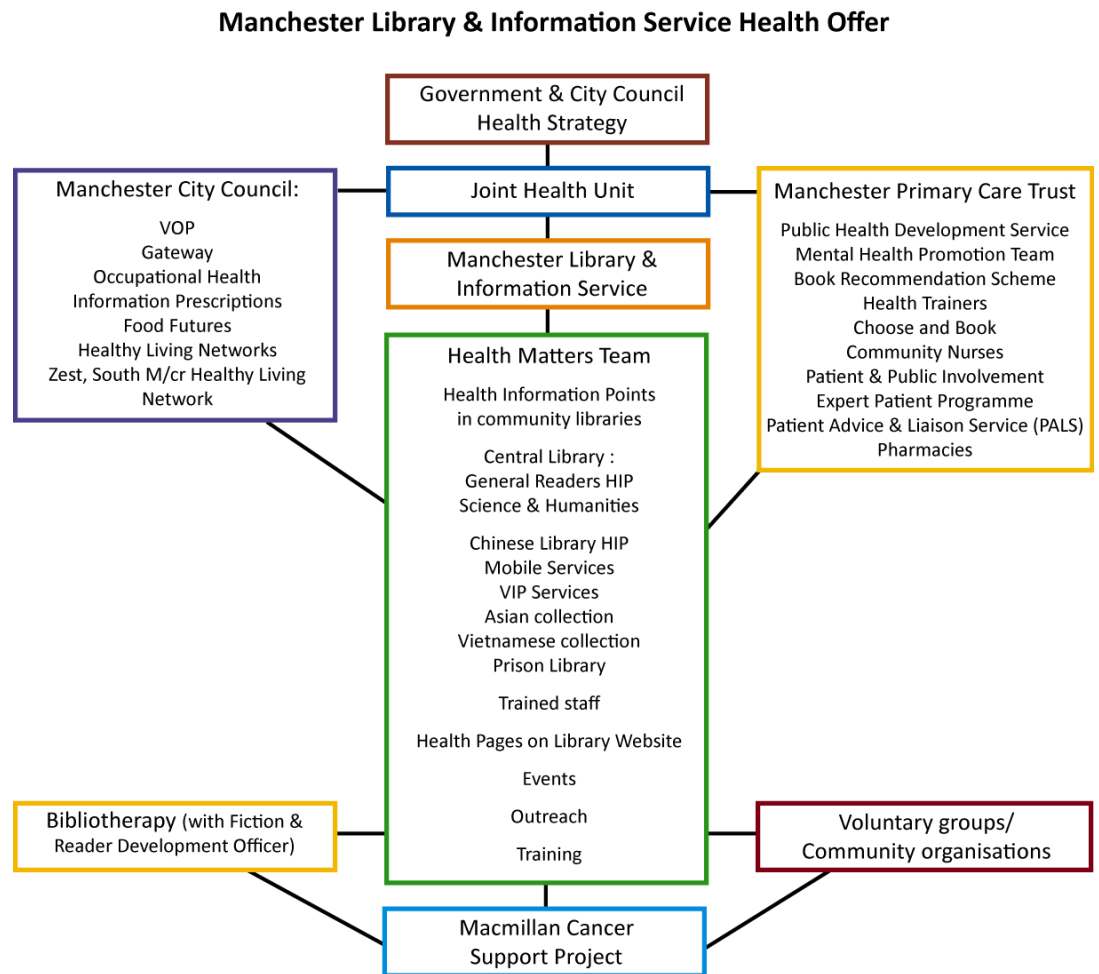 Manchester Library & Information Service Health Offer
Government & City Council
Health Strategy
Joint Health Unit
Manchester City Council:
VOP
Gateway
Occupational Health
Information Prescriptions
Food Futures
Healthy Living Networks
Zest, South M/cr Healthy Living
Network
Manchester Primary Care Trust
Public Health Development Service
Mental Health Promotion Team
Book Recommendation Scheme
Health Trainers
Choose and Book
Community Nurses
Patient & Public Involvement
Expert Patient Programme
Patient Advice & Liaison Service (PALS)
Pharmacies
Manchester Library &
Information Service
Health Matters Team
Health Information Points
in community libraries
Central Library :
General Readers HIP
Science & Humanities
Chinese Library HIP
Mobile Services
VIP Services
Asian collection
Vietnamese collection
Prison Library
Trained staff
Health Pages on Library Website
Events
Outreach
Training
Bibliotherapy (with Fiction &
Reader Development Officer)
Voluntary groups/
Community organisations
Macmillan Cancer
Support Project